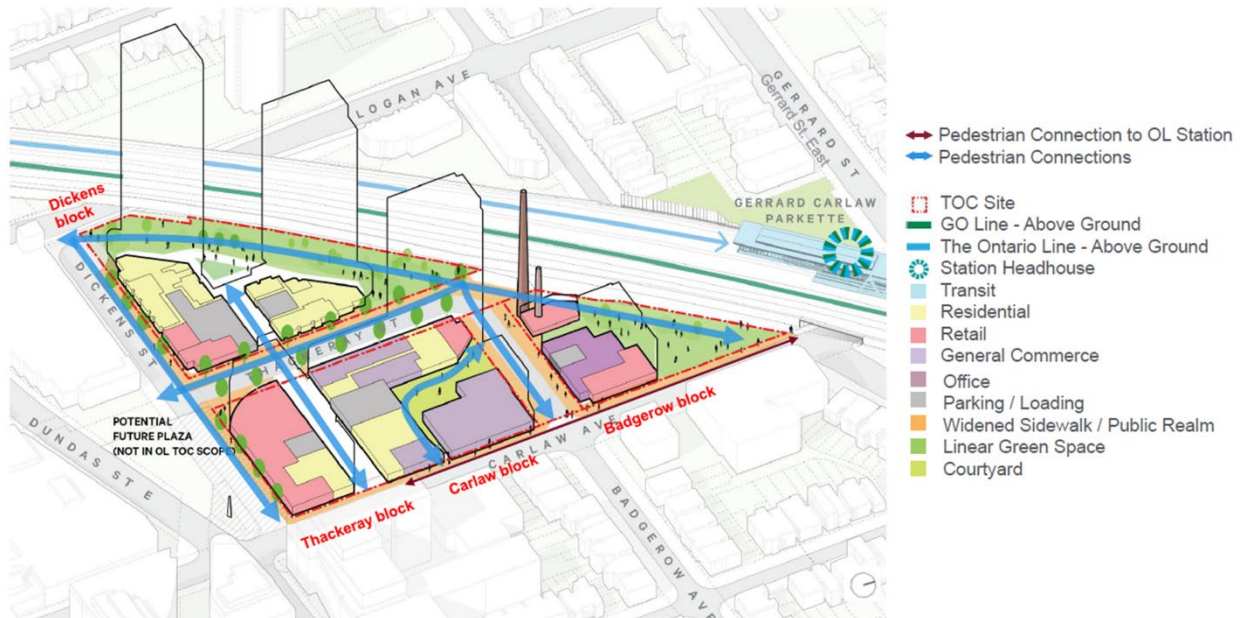 LOGAN AVE
GERRARD ST
Gerrard St. East
Dickens
block
GERRARD CARLAW
PARKETTE
DICKENS ST
THACKERAY ST
POTENTIAL
FUTURE PLAZA
(NOT IN OL TOC SCOPE)
DUNDAS ST E
Badgerow block
CARLAW AVE
Carlaw block
Thackeray block
BADGEROW AVE
Pedestrian Connection to OL Station
Pedestrian Connections
TOC Site
GO Line - Above Ground
The Ontario Line - Above Ground
Station Headhouse
Transit
Residential
Retail
General Commerce
Office
Parking / Loading
Widened Sidewalk / Public Realm
Linear Green Space
Courtyard